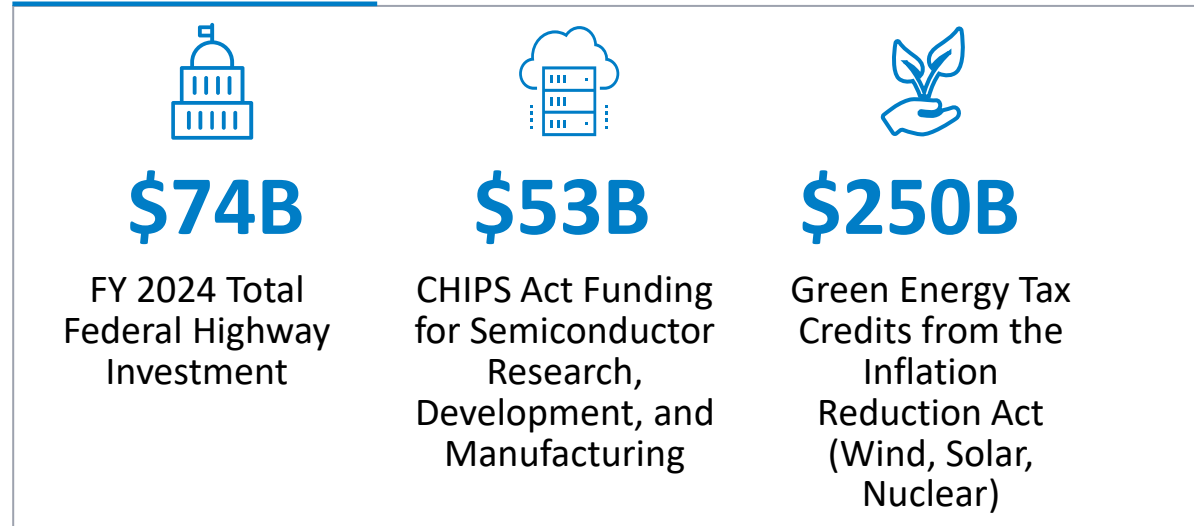 $74B
FY 2024 Total
Federal Highway
Investment
$53B
CHIPS Act Funding
for Semiconductor
Research,
Development, and
Manufacturing
$250B
Green Energy Tax
Credits from the
Inflation
Reduction Act
(Wind, Solar,
Nuclear)